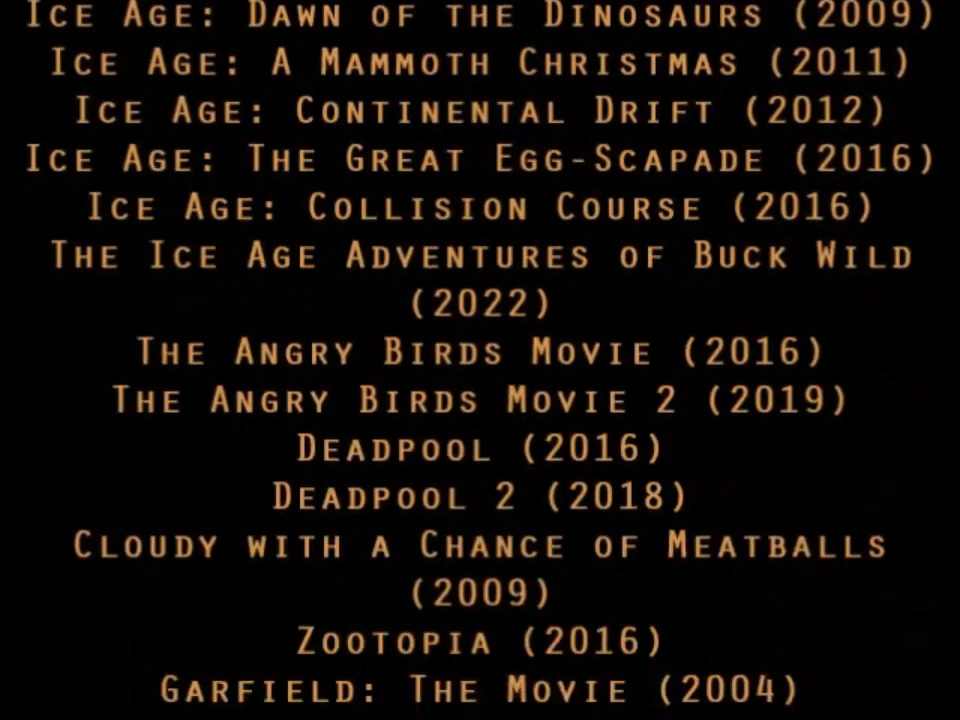 Ice Age: Dawn of the Dinosaurs (2009)
Ice Age: A Mammoth Christmas (2011)
Ice Age: Continental Drift (2012)
Ice Age: The Great Egg-Scapade (2016)
Ice Age: Collision Course (2016)
The Ice Age Adventures of Buck Wild
(2022)
The Angry Birds Movie (2016)
The Angry Birds Movie 2 (2019)
Deadpool (2016)
Deadpool 2 (2018)
Cloudy with a Chance of Meatballs
(2009)
Zootopia (2016)
Garfield: The Movie (2004)